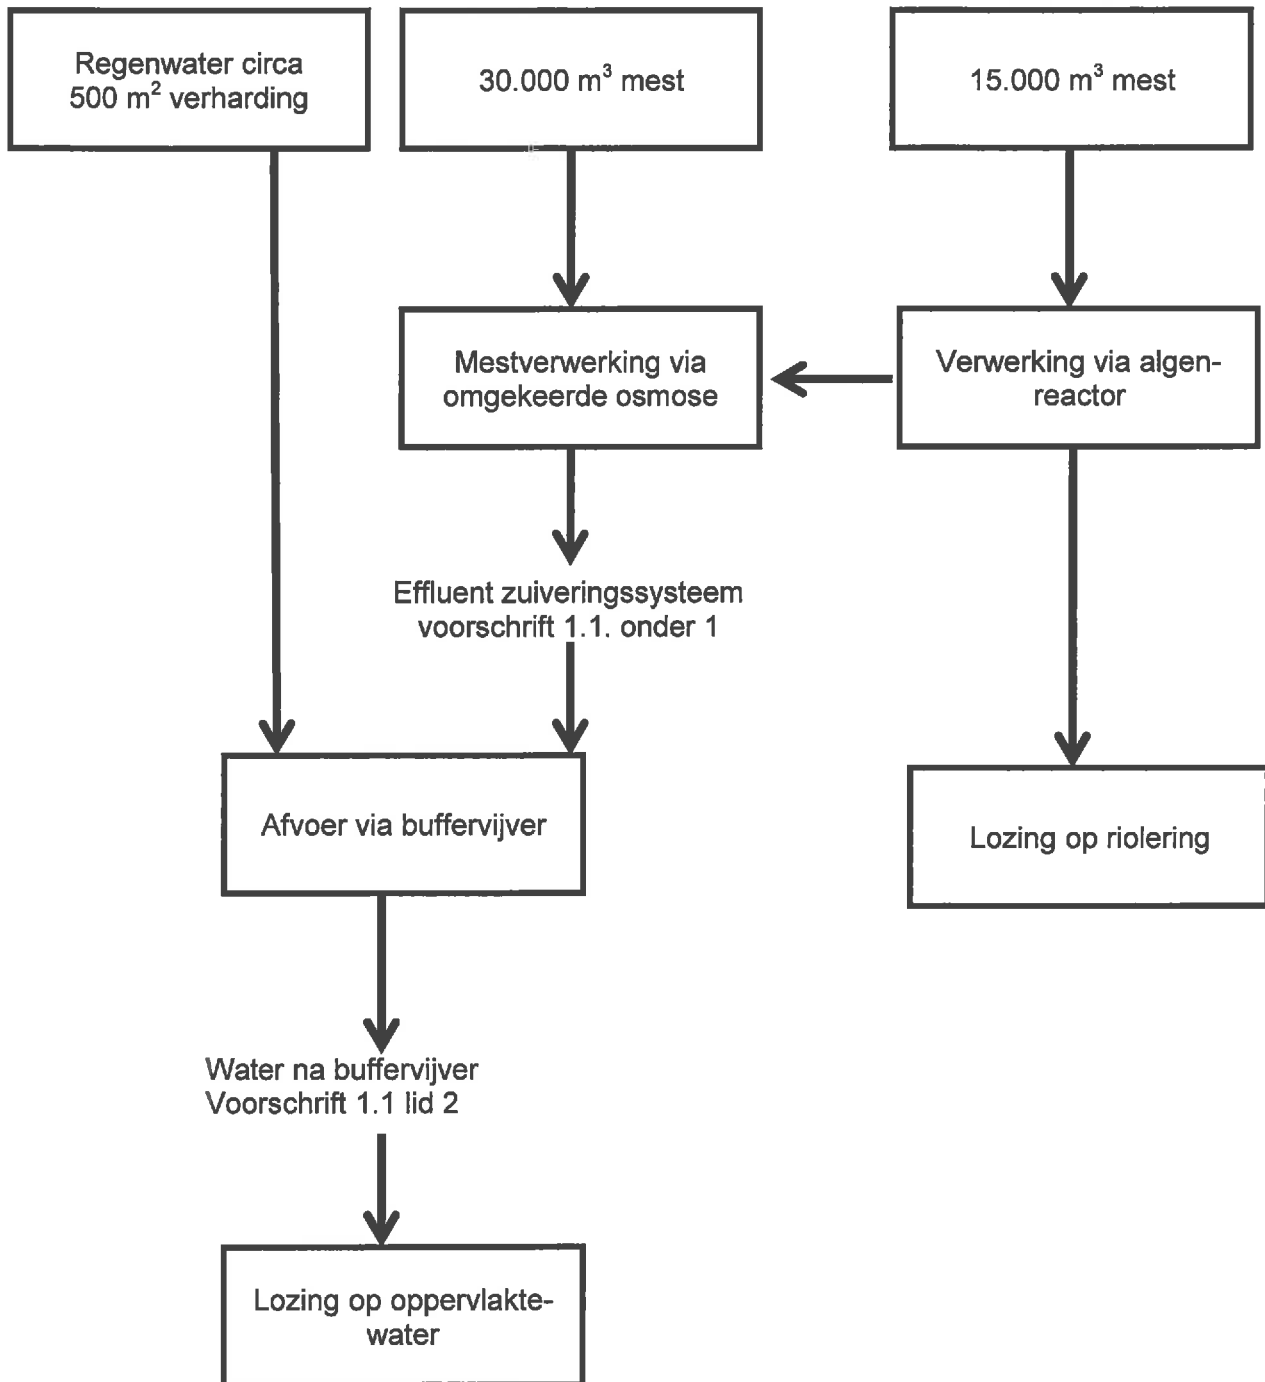 Regenwater circa
500 m² verharding
30.000 m³ mest
15.000 m³ mest
Mestverwerking via
omgekeerde osmose
Verwerking via algen-
reactor
Effluent zuiveringssysteem
voorschrift 1.1. onder 1
Afvoer via buffervijver
Lozing op riolering
Water na buffervijver
Voorschrift 1.1 lid 2
Lozing op oppervlakte-
water